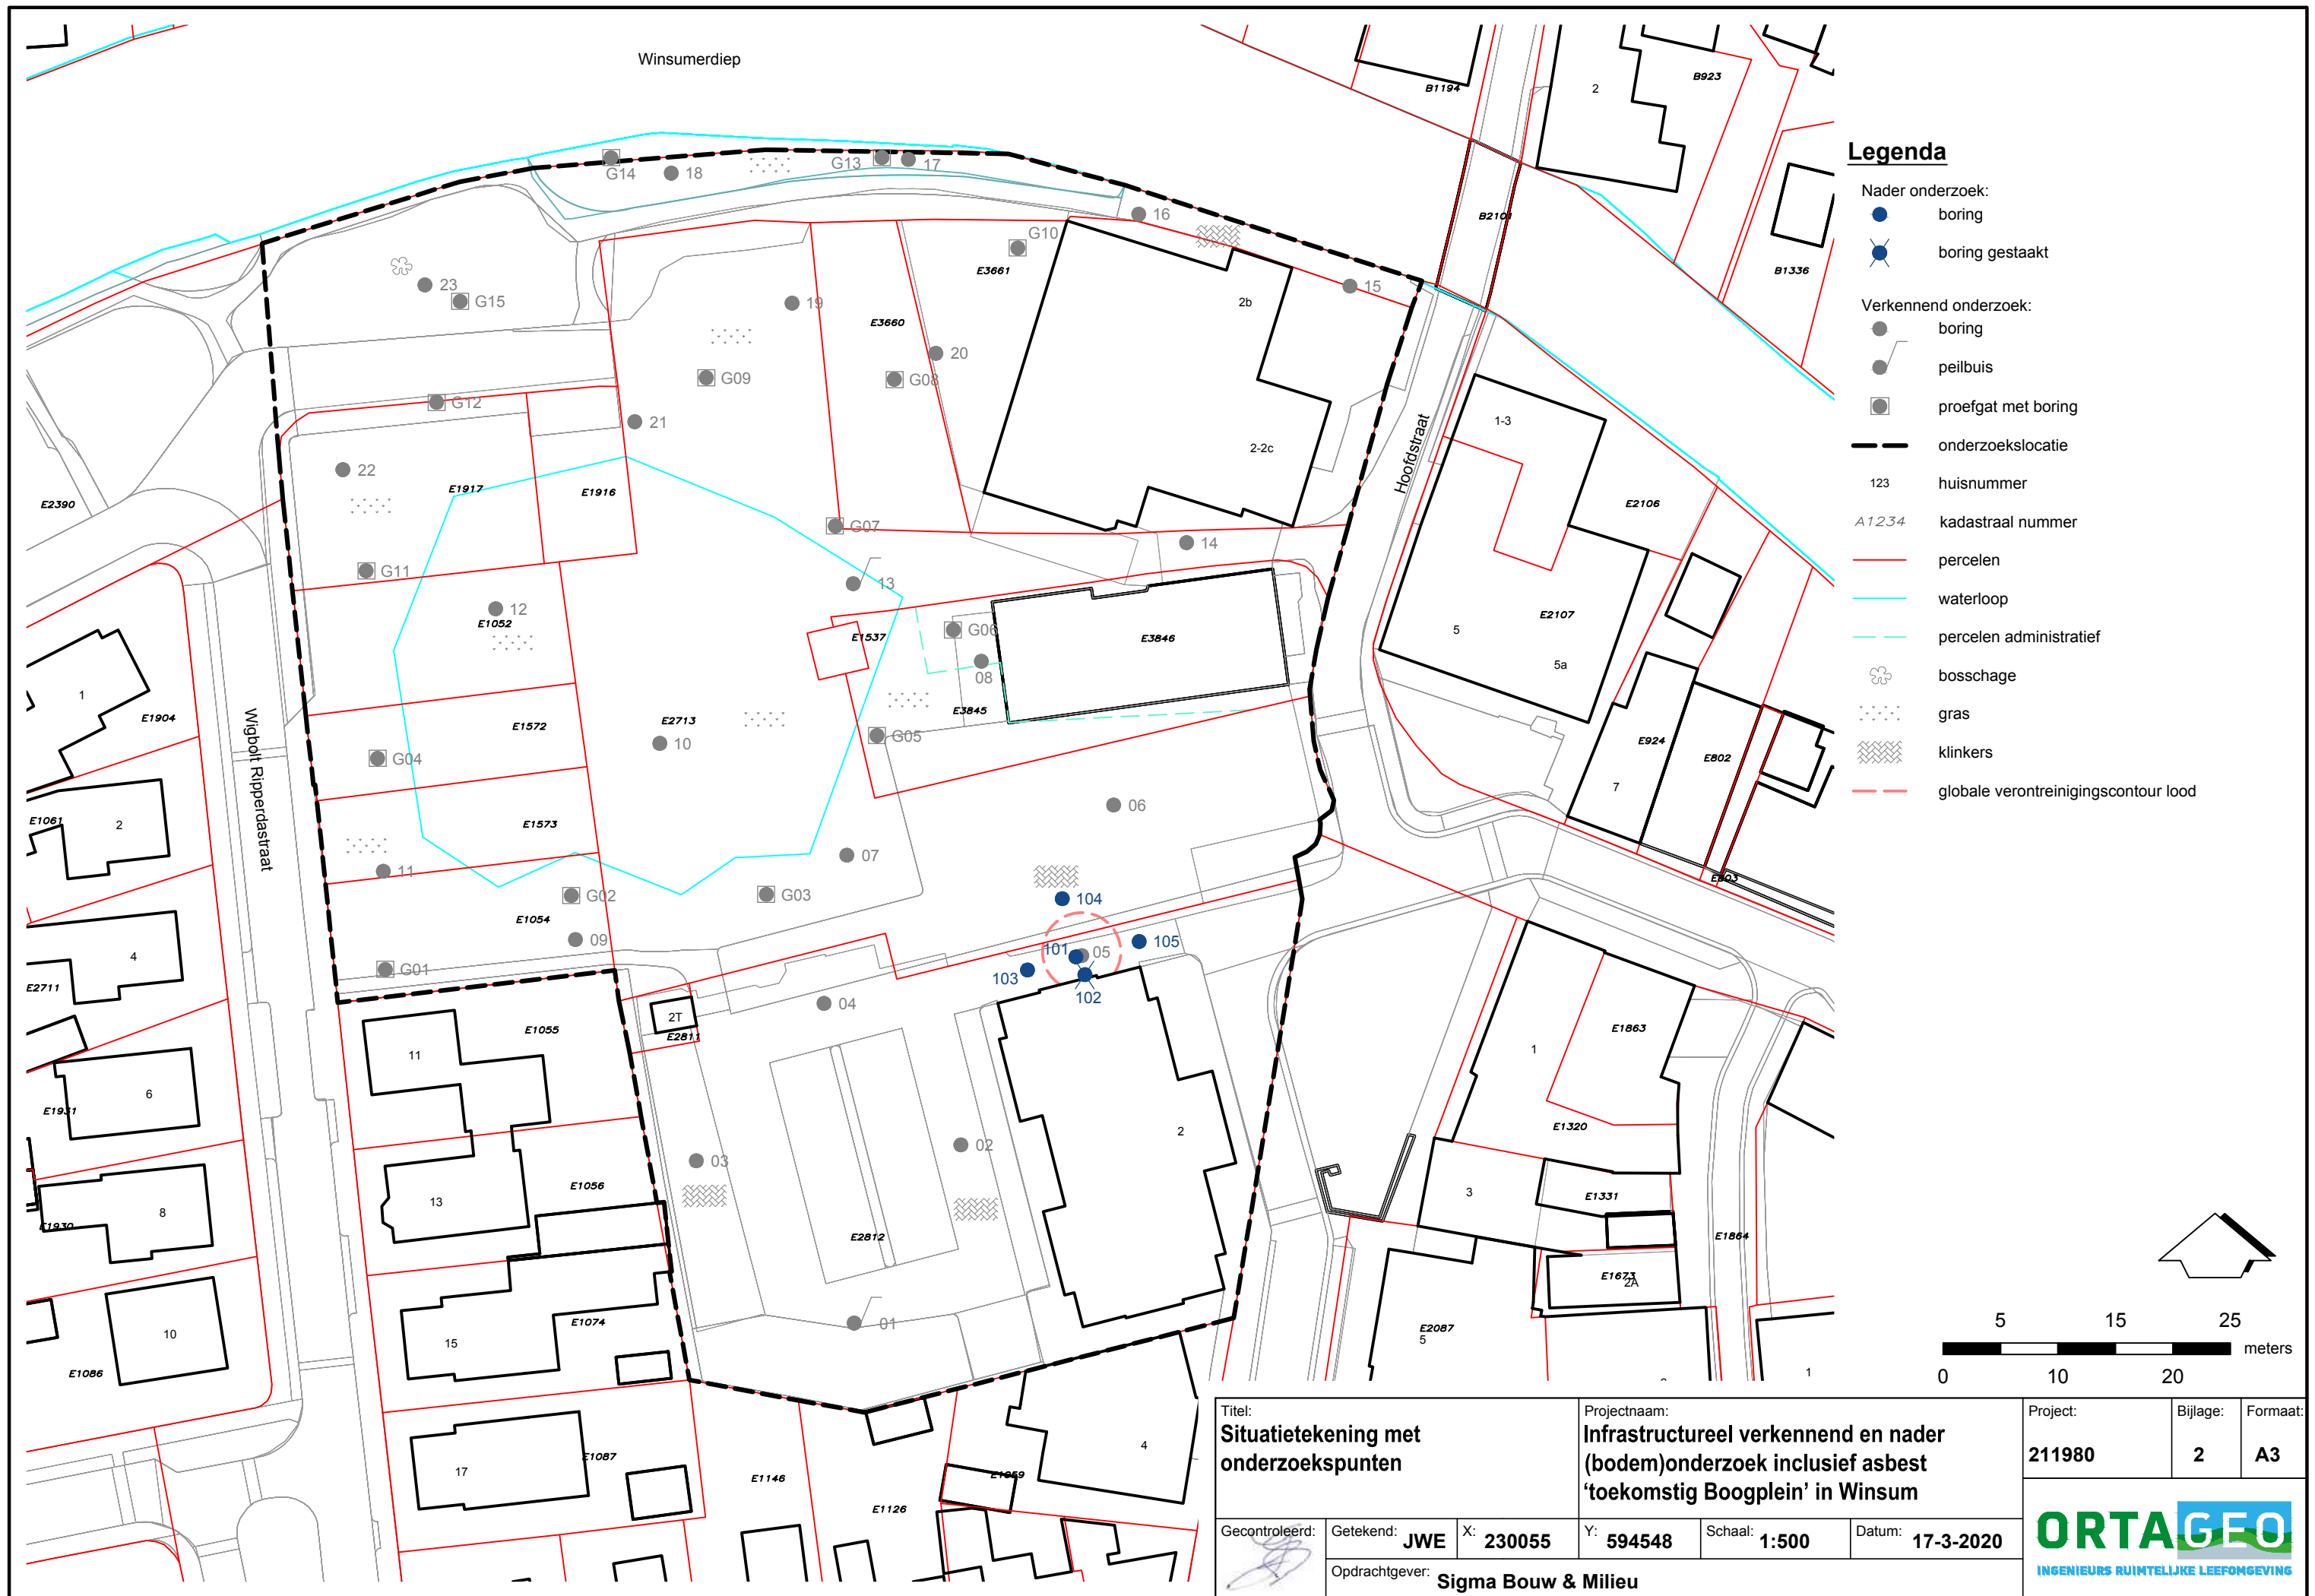 Winsumerdiep
B1194
2
B923
B2101
B1336
G14
18
G13
17
16
G10
E3661
15
2b
23
G15
19
E3660
20
G09
G08
G12
21
2-2c
Hoofdstraat
1-3
22
E1917
E1916
E2390
E2106
G07
14
G11
13
12
E1052
G06
E1537
E3846
E2107
5
5a
08
1
E1904
Wigbolt Ripperdastraat
E1572
E2713
E3845
10
G05
G04
E924
E802
7
E1061
2
E1573
06
07
11
E803
G02
G03
104
E1054
09
101
05
105
G01
103
102
4
E2711
04
2T
E2811
E1055
11
E1863
1
6
E1931
E1320
2
02
03
E1056
13
3
E1331
8
E1930
E2812
E1864
E1673
2A
10
E1086
E1074
15
01
E2087
5
1
17
E1087
E1146
E1126
E1059
4
Legenda
Nader onderzoek:
boring
boring gestaakt
Verkennend onderzoek:
boring
peilbuis
proefgat met boring
onderzoekslocatie
123 huisnummer
A1234 kadastraal nummer
percelen
waterloop
percelen administratief
bosschage
gras
klinkers
globale verontreinigingscontour lood
5 15 25
meters
0 10 20
Titel:
Situatietekening met
onderzoekspunten
Projectnaam:
Infrastructureel verkennend en nader
(bodem)onderzoek inclusief asbest
‘toekomstig Boogplein’ in Winsum
Project:
211980
Bijlage:
2
Formaat:
A3
Gecontroleerd:
Getekend: JWE
X: 230055
Y: 594548
Schaal: 1:500
Datum: 17-3-2020
Opdrachtgever: Sigma Bouw & Milieu
ORTAGEO
INGENIEURS RUIMTELIJKE LEEFOMGEVING